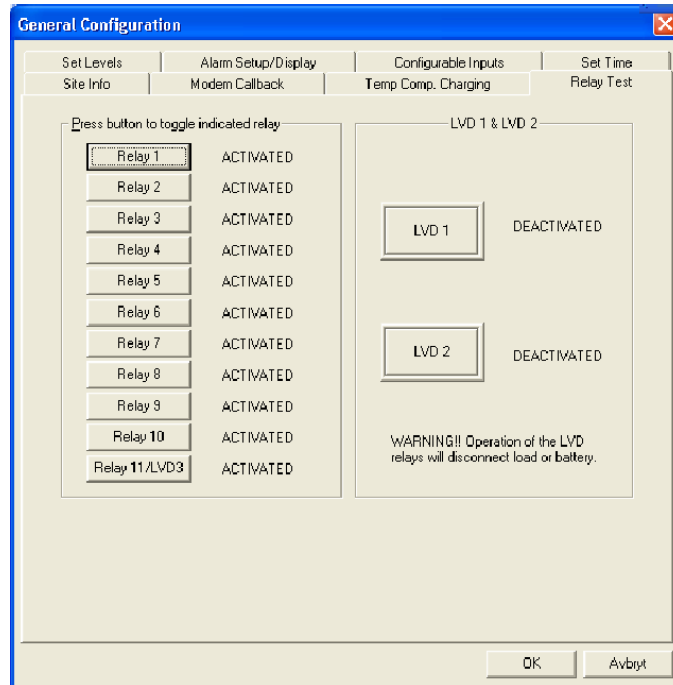 General Configuration
Set Levels
Alarm Setup/Display
Configurable Inputs
Set Time
Site Info
Modem Callback
Temp Comp. Charging
Relay Test
Press button to toggle indicated relay
Relay 1 ACTIVATED
Relay 2 ACTIVATED
Relay 3 ACTIVATED
Relay 4 ACTIVATED
Relay 5 ACTIVATED
Relay 6 ACTIVATED
Relay 7 ACTIVATED
Relay 8 ACTIVATED
Relay 9 ACTIVATED
Relay 10 ACTIVATED
Relay 11/LVD3 ACTIVATED
LVD 1 & LVD 2
LVD 1 DEACTIVATED
LVD 2 DEACTIVATED
WARNING!! Operation of the LVD
relays will disconnect load or battery.
OK
Avbryt